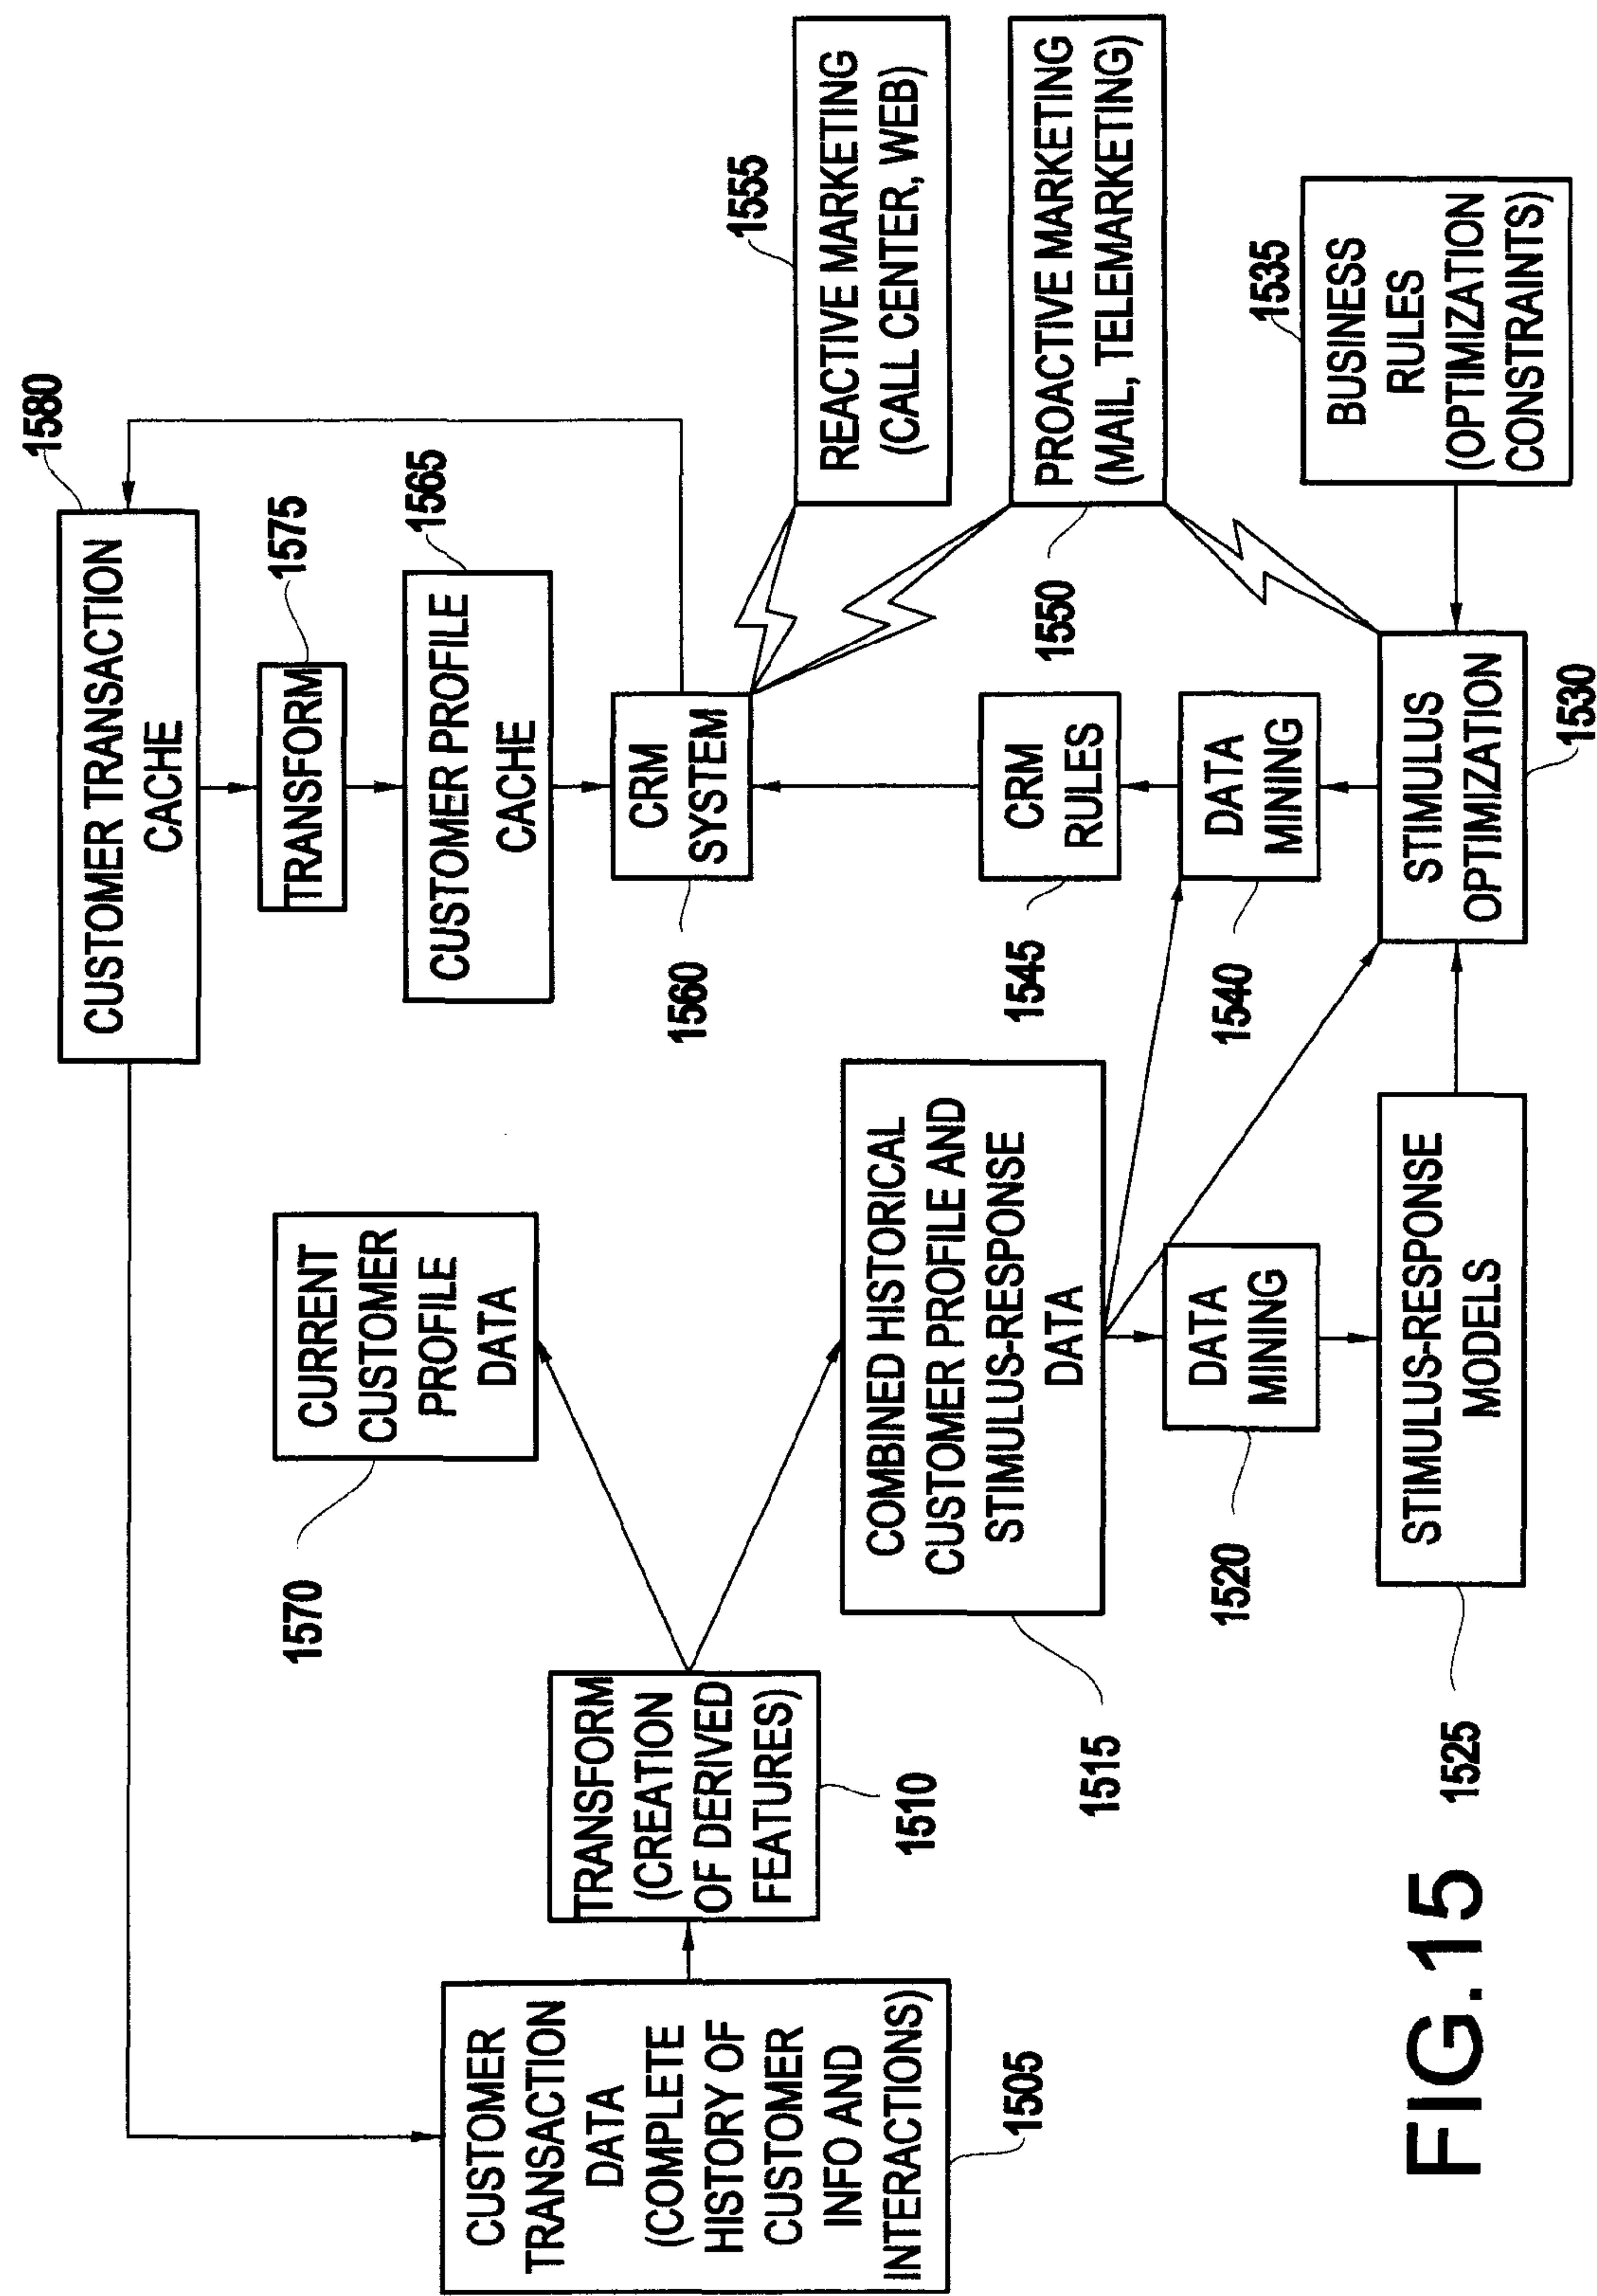 CUSTOMER TRANSACTION
CACHE
1580
TRANSFORM
1575
CUSTOMER PROFILE
CACHE
1565
CRM
SYSTEM
1560
REACTIVE MARKETING
(CALL CENTER, WEB)
1555
PROACTIVE MARKETING
(MAIL, TELEMARKETING)
1550
CRM
RULES
1545
DATA
MINING
1540
BUSINESS
RULES
(OPTIMIZATION
CONSTRAINTS)
1535
STIMULUS
OPTIMIZATION
1530
CURRENT
CUSTOMER
PROFILE
DATA
1570
CUSTOMER
TRANSACTION
DATA
(COMPLETE
HISTORY OF
CUSTOMER
INFO AND
INTERACTIONS)
1505
TRANSFORM
(CREATION
OF DERIVED
FEATURES)
1510
COMBINED HISTORICAL
CUSTOMER PROFILE AND
STIMULUS-RESPONSE
DATA
1515
DATA
MINING
1520
STIMULUS-RESPONSE
MODELS
1525
FIG.15